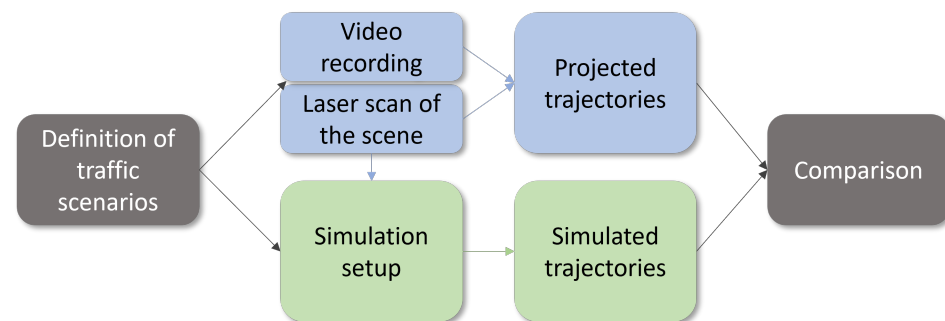 Definition of
traffic
scenarios
Video
recording
Laser scan of
the scene
Projected
trajectories
Simulation
setup
Simulated
trajectories
Comparison